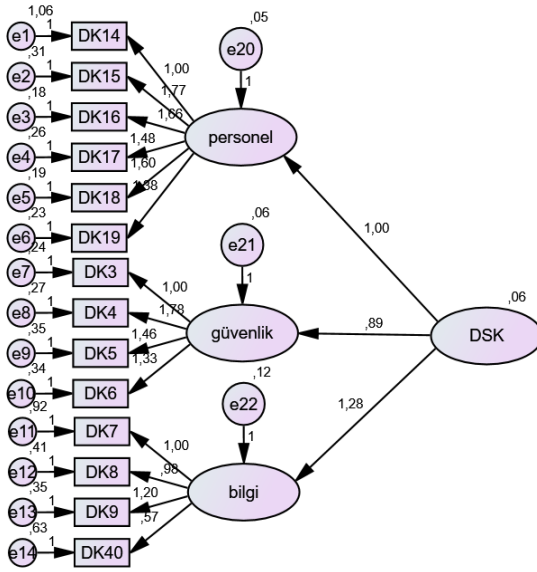 1,06
e1 1 DK14
,31
e2 1 DK15
,18
e3 1 DK16
,26
e4 1 DK17
,19
e5 1 DK18
,23
e6 1 DK19
,24
e7 1 DK3
,27
e8 1 DK4
,35
e9 1 DK5
,34
e10 1 DK6
,92
e11 1 DK7
,41
e12 1 DK8
,35
e13 1 DK9
,63
e14 1 DK40
1,00
1,77
1,66
1,48
1,60
1,00
1,78
1,46
1,33
1,00
,98
1,20
,57
,05
e20
1
personel
,06
e21
1
güvenlik
,12
e22
1
bilgi
1,00
,89
1,28
,06
DSK